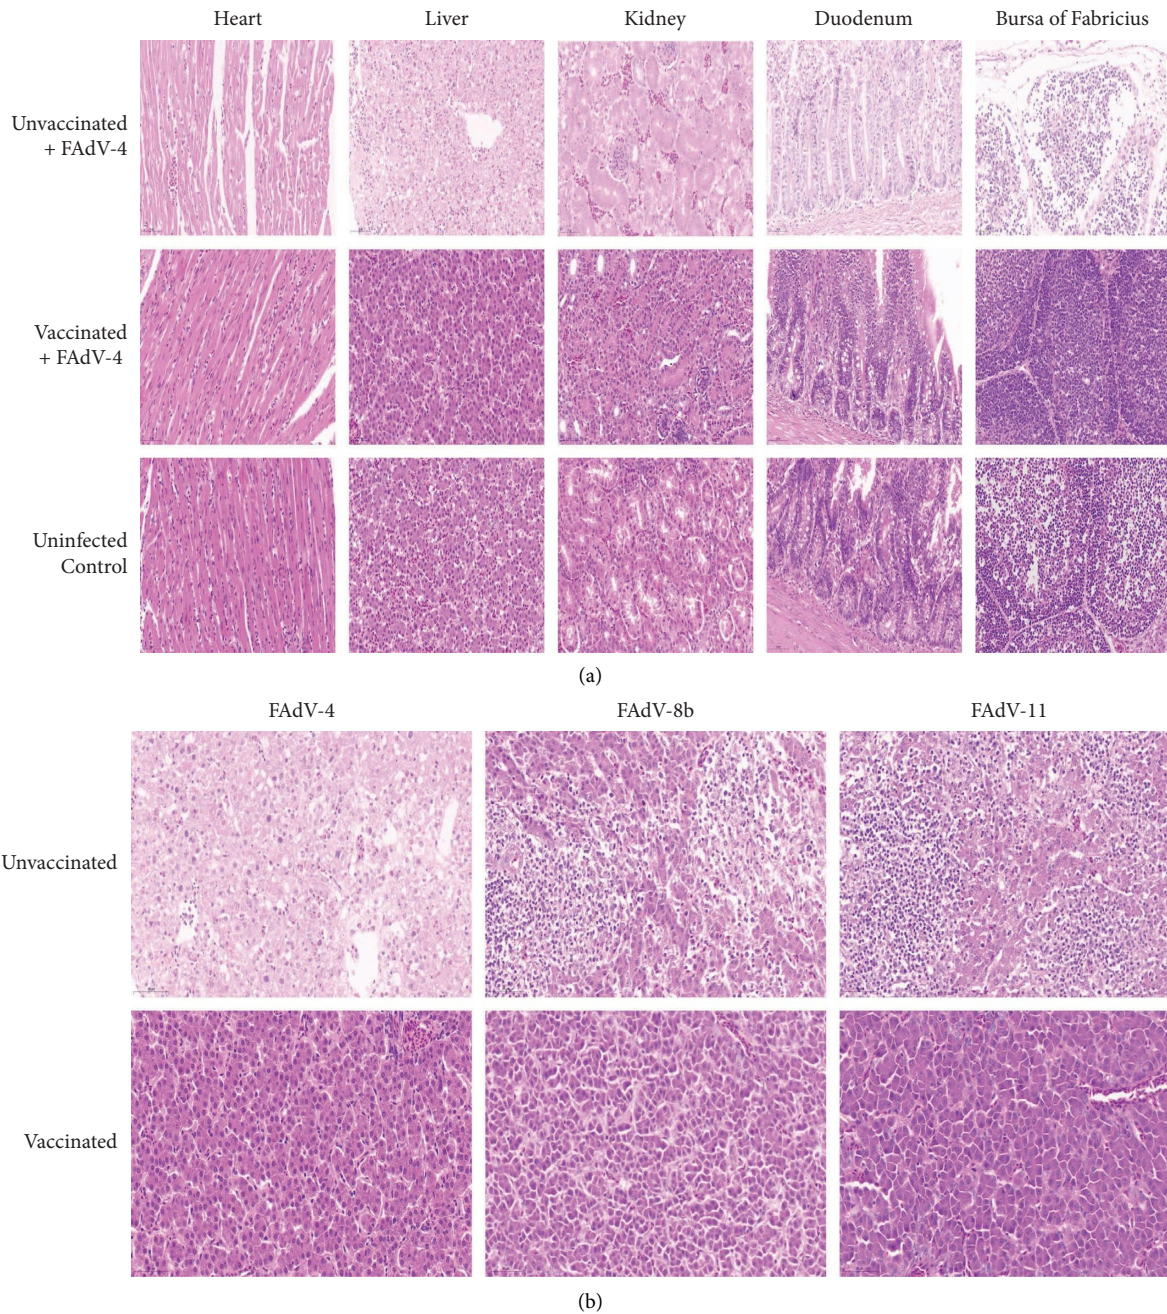 Heart Liver Kidney Duodenum Bursa of Fabricius
Unvaccinated
+ FAdV-4
Vaccinated
+ FAdV-4
Uninfected
Control
(a)
FAdV-4 FAdV-8b FAdV-11
Unvaccinated
Vaccinated
(b)